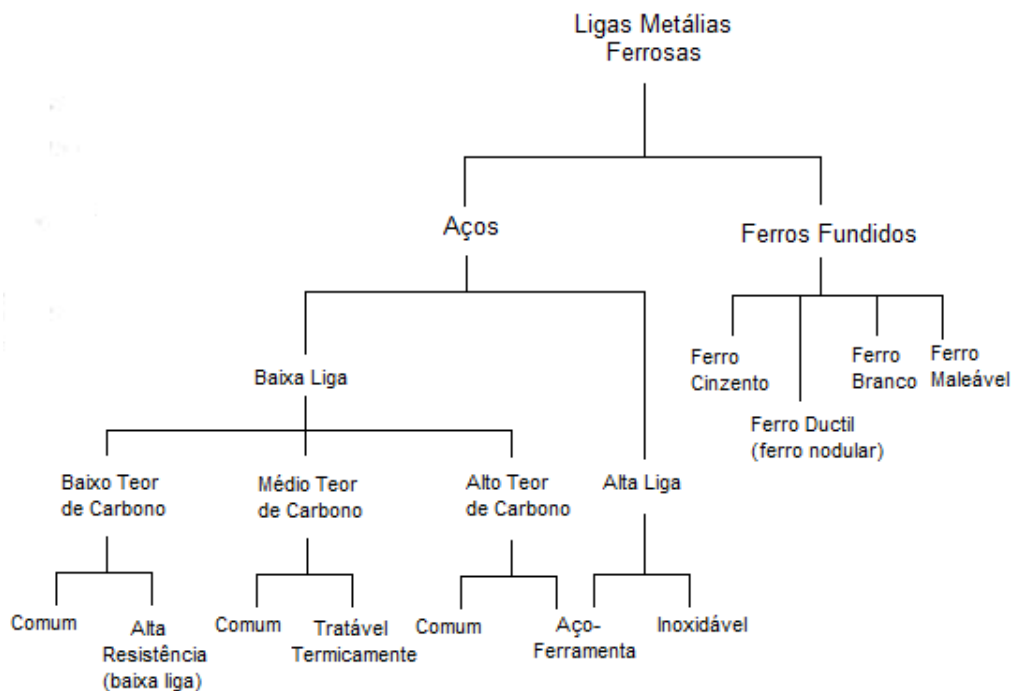 Ligas Metálias
Ferrosas
Aços
Ferros Fundidos
Ferro
Cinzento
Ferro Ductil
(ferro nodular)
Ferro
Branco
Ferro
Maleável
Baixa Liga
Baixo Teor
de Carbono
Médio Teor
de Carbono
Alto Teor
de Carbono
Alta Liga
Comum
Alta
Resistência
(baixa liga)
Comum
Tratável
Termicamente
Comum
Aço-
Ferramenta
Inoxidável